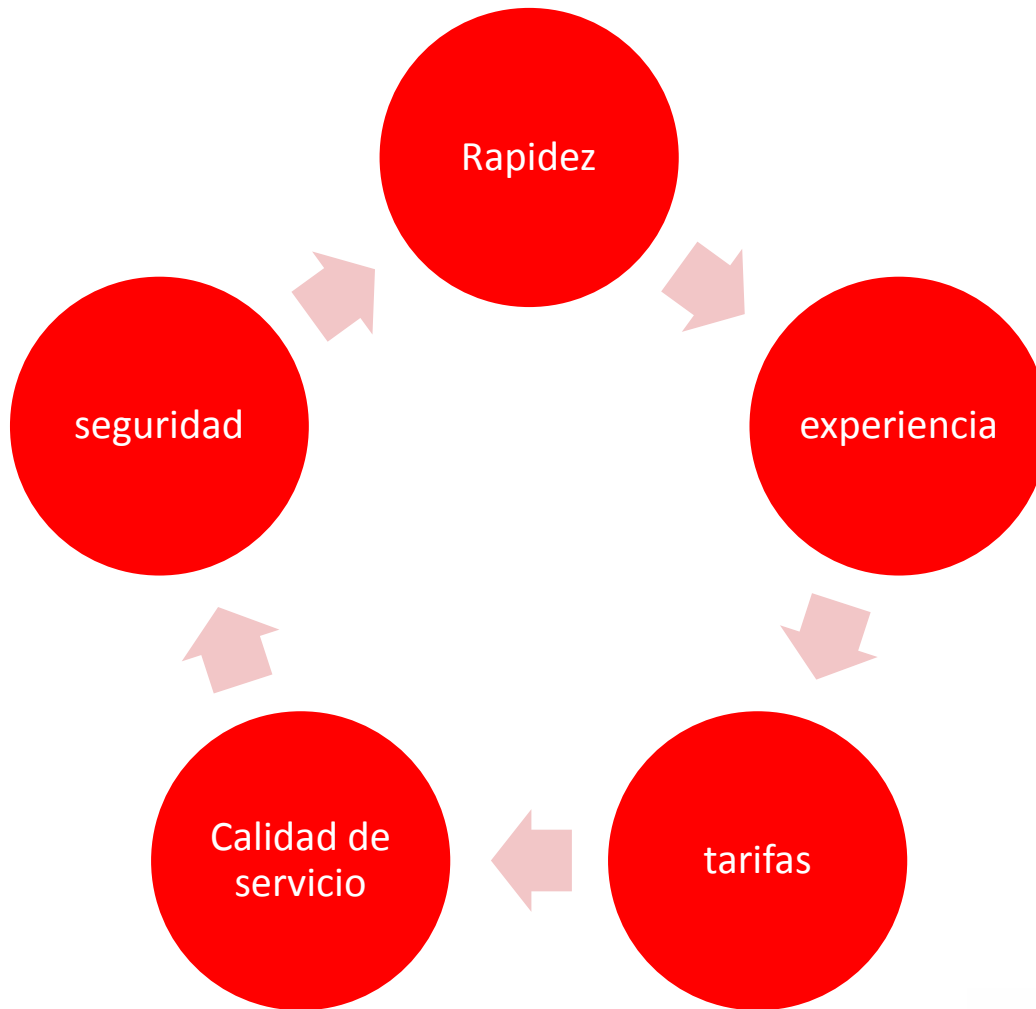 Rapidez
experiencia
tarifas
Calidad de
servicio
seguridad